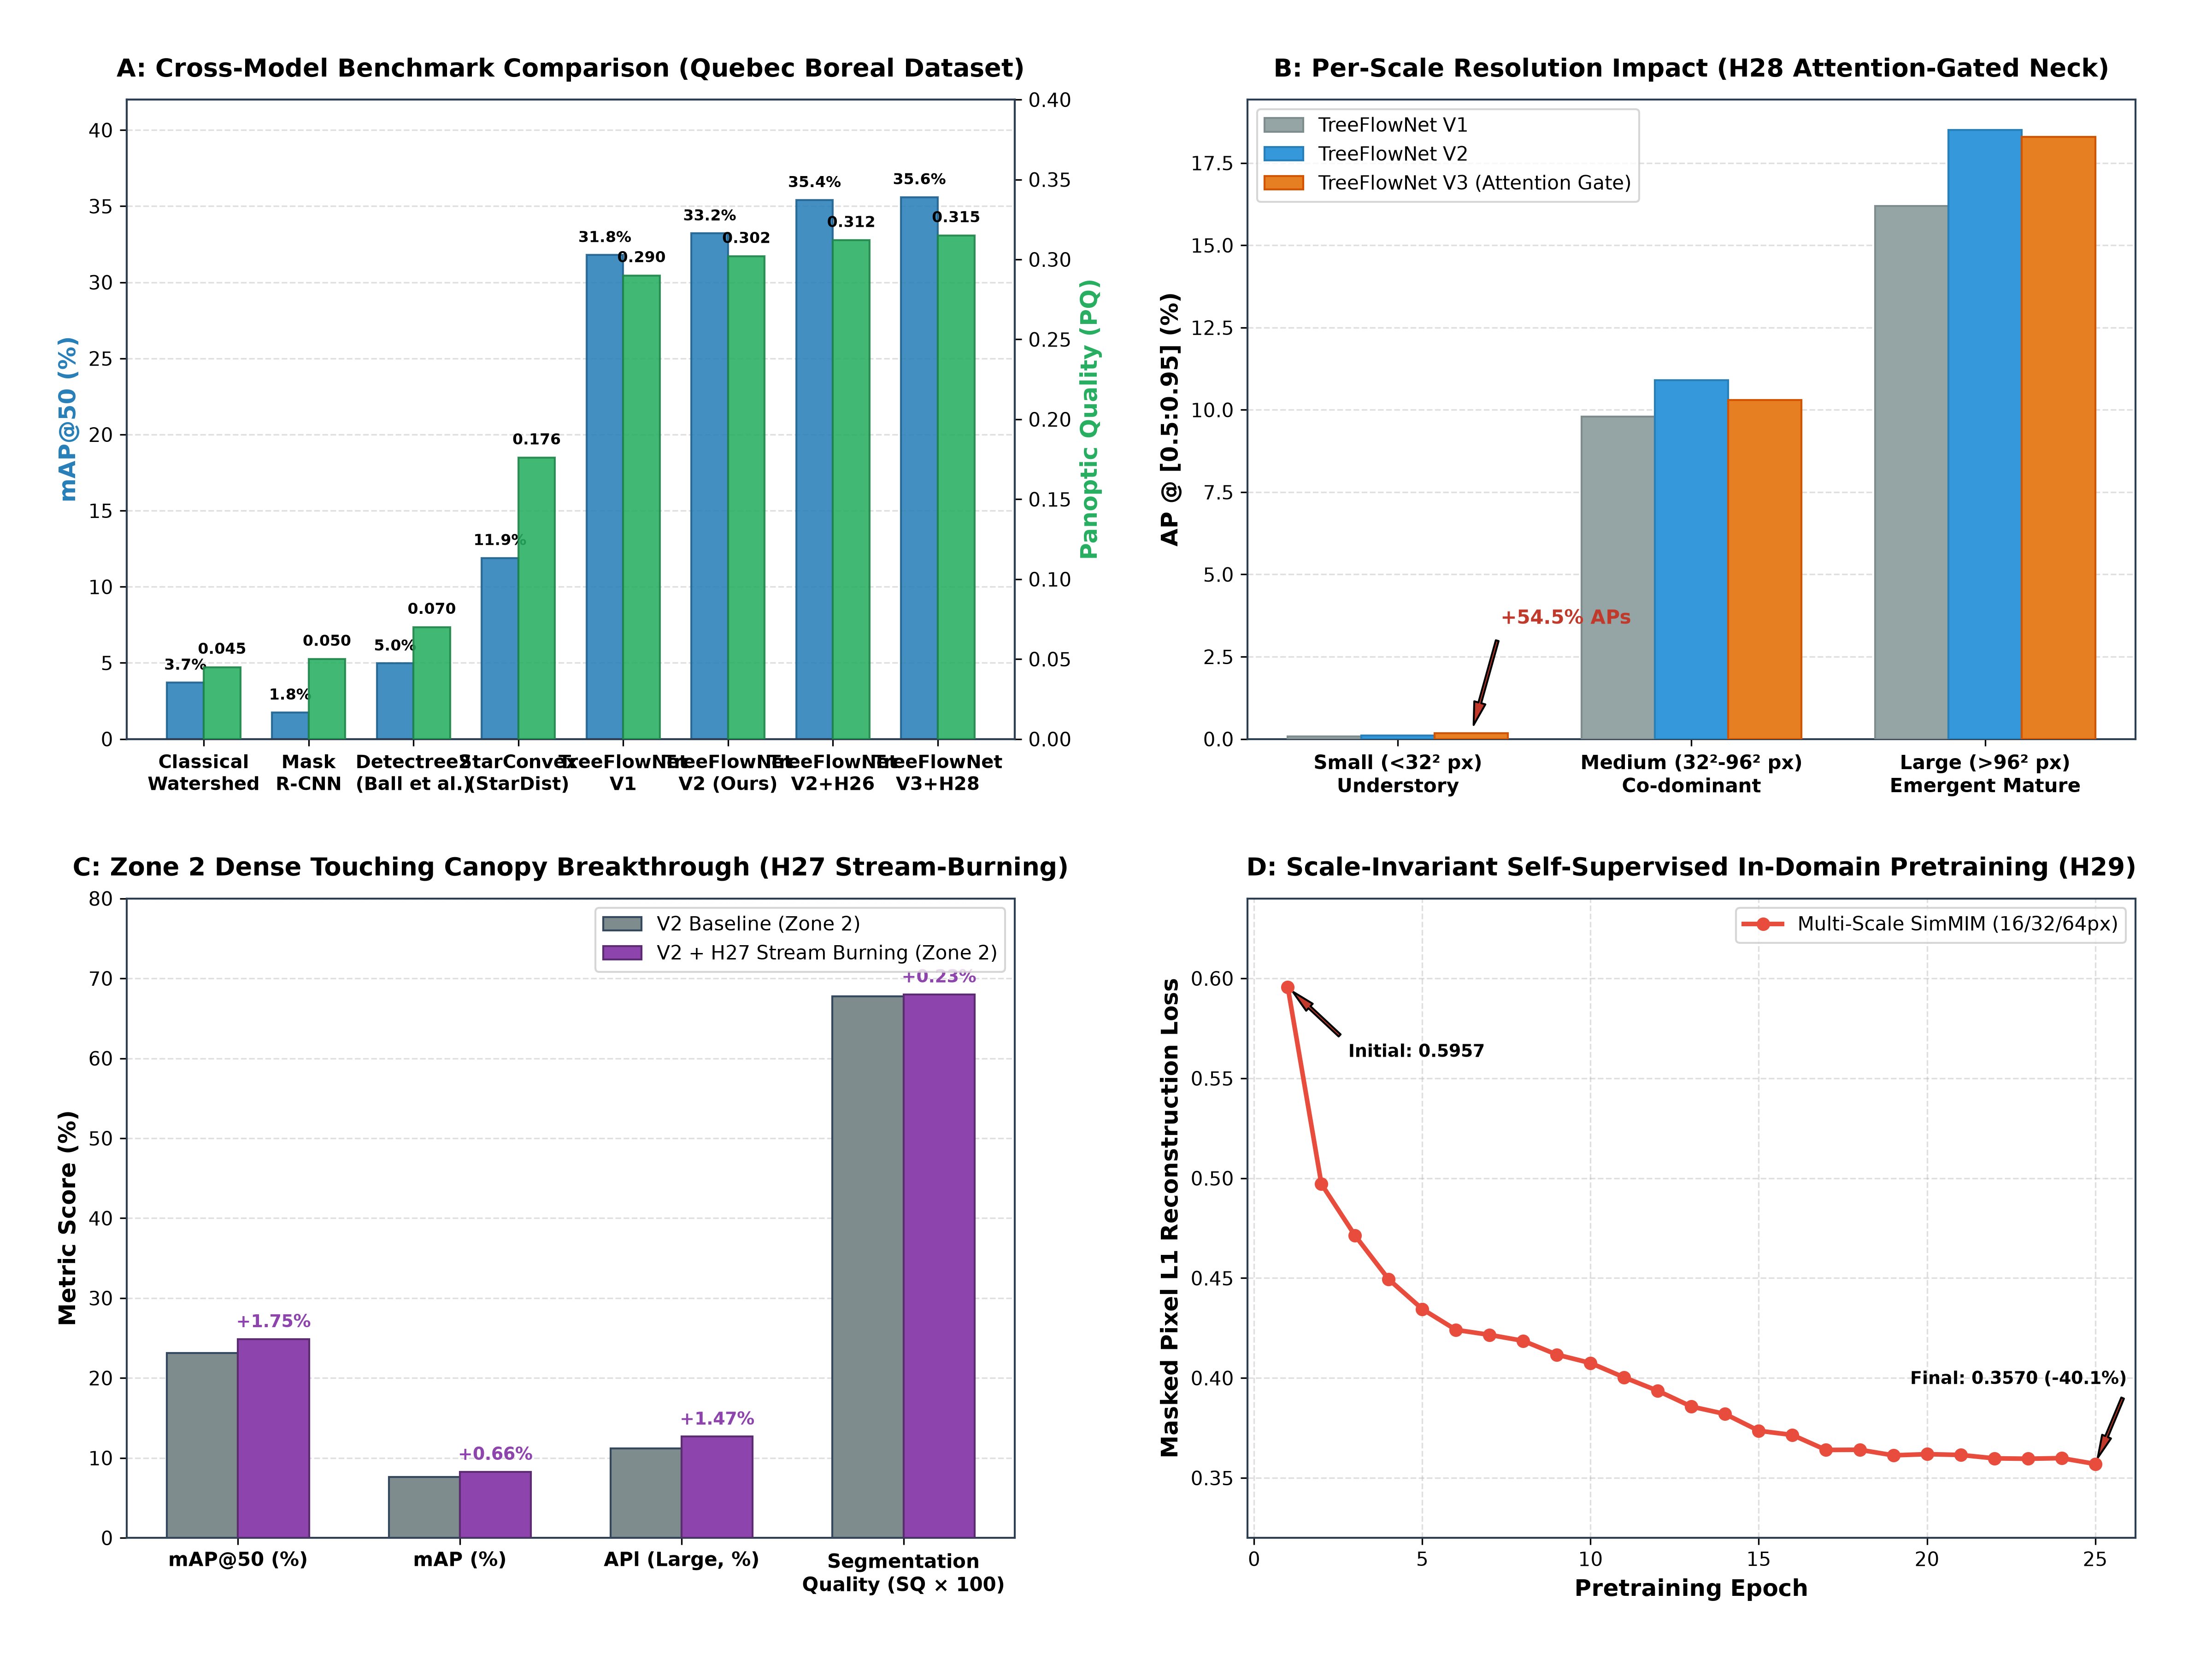 A: Cross-Model Benchmark Comparison (Quebec Boreal Dataset)
mAP@50 (%)
40
35
30
25
20
15
10
5
0
3.7%
0.045
1.8%
0.050
5.0%
0.070
11.9%
0.176
31.8%
0.290
33.2%
0.302
35.4%
0.312
35.6%
0.315
0.40
0.35
0.30
0.25
0.20
0.15
0.10
0.05
0.00
Panoptic Quality (PQ)
Classical
Watershed
Mask
R-CNN
Detectree2
(Ball et al.)
StarConvex
(StarDist)
TreeFlowNet
V1
TreeFlowNet
V2 (Ours)
TreeFlowNet
V2+H26
TreeFlowNet
V3+H28
B: Per-Scale Resolution Impact (H28 Attention-Gated Neck)
TreeFlowNet V1
TreeFlowNet V2
TreeFlowNet V3 (Attention Gate)
AP @ [0.5:0.95] (%)
17.5
15.0
12.5
10.0
7.5
5.0
2.5
0.0
+54.5% APs
Small (<32² px)
Understory
Medium (32²-96² px)
Co-dominant
Large (>96² px)
Emergent Mature
C: Zone 2 Dense Touching Canopy Breakthrough (H27 Stream-Burning)
V2 Baseline (Zone 2)
V2 + H27 Stream Burning (Zone 2)
Metric Score (%)
80
70
60
50
40
30
20
10
0
+1.75%
+0.66%
+1.47%
+0.23%
mAP@50 (%)
mAP (%)
APl (Large, %)
Segmentation
Quality (SQ × 100)
D: Scale-Invariant Self-Supervised In-Domain Pretraining (H29)
Multi-Scale SimMIM (16/32/64px)
Masked Pixel L1 Reconstruction Loss
0.60
0.55
0.50
0.45
0.40
0.35
Initial: 0.5957
Final: 0.3570 (-40.1%)
0
5
10
15
20
25
Pretraining Epoch